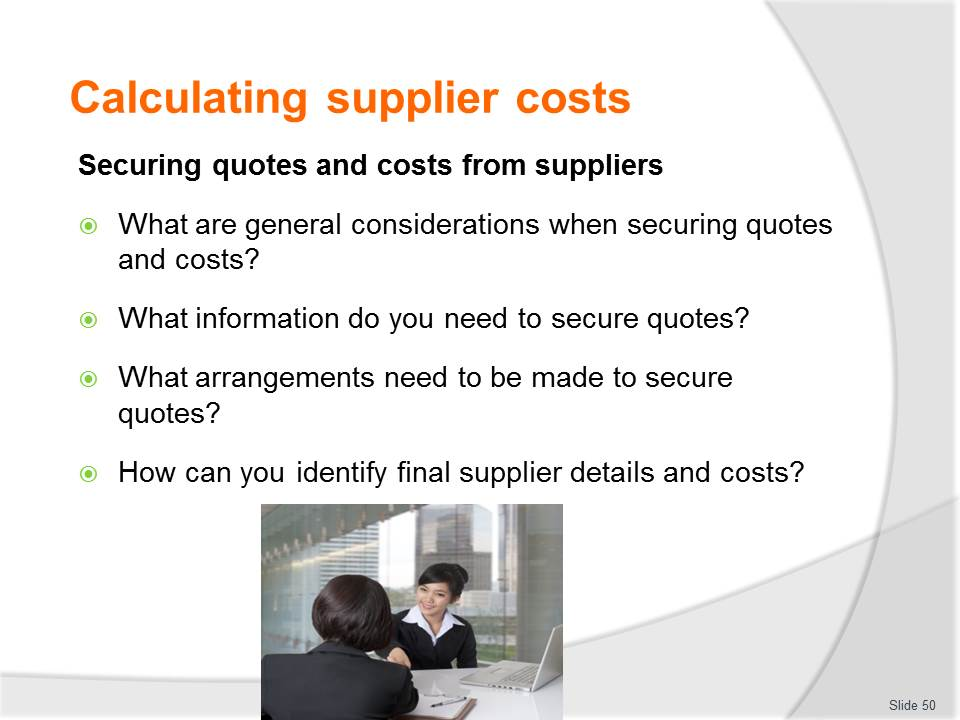 Calculating supplier costs
Securing quotes and costs from suppliers
What are general considerations when securing quotes
and costs?
What information do you need to secure quotes?
What arrangements need to be made to secure
quotes?
How can you identify final supplier details and costs?
Slide 50